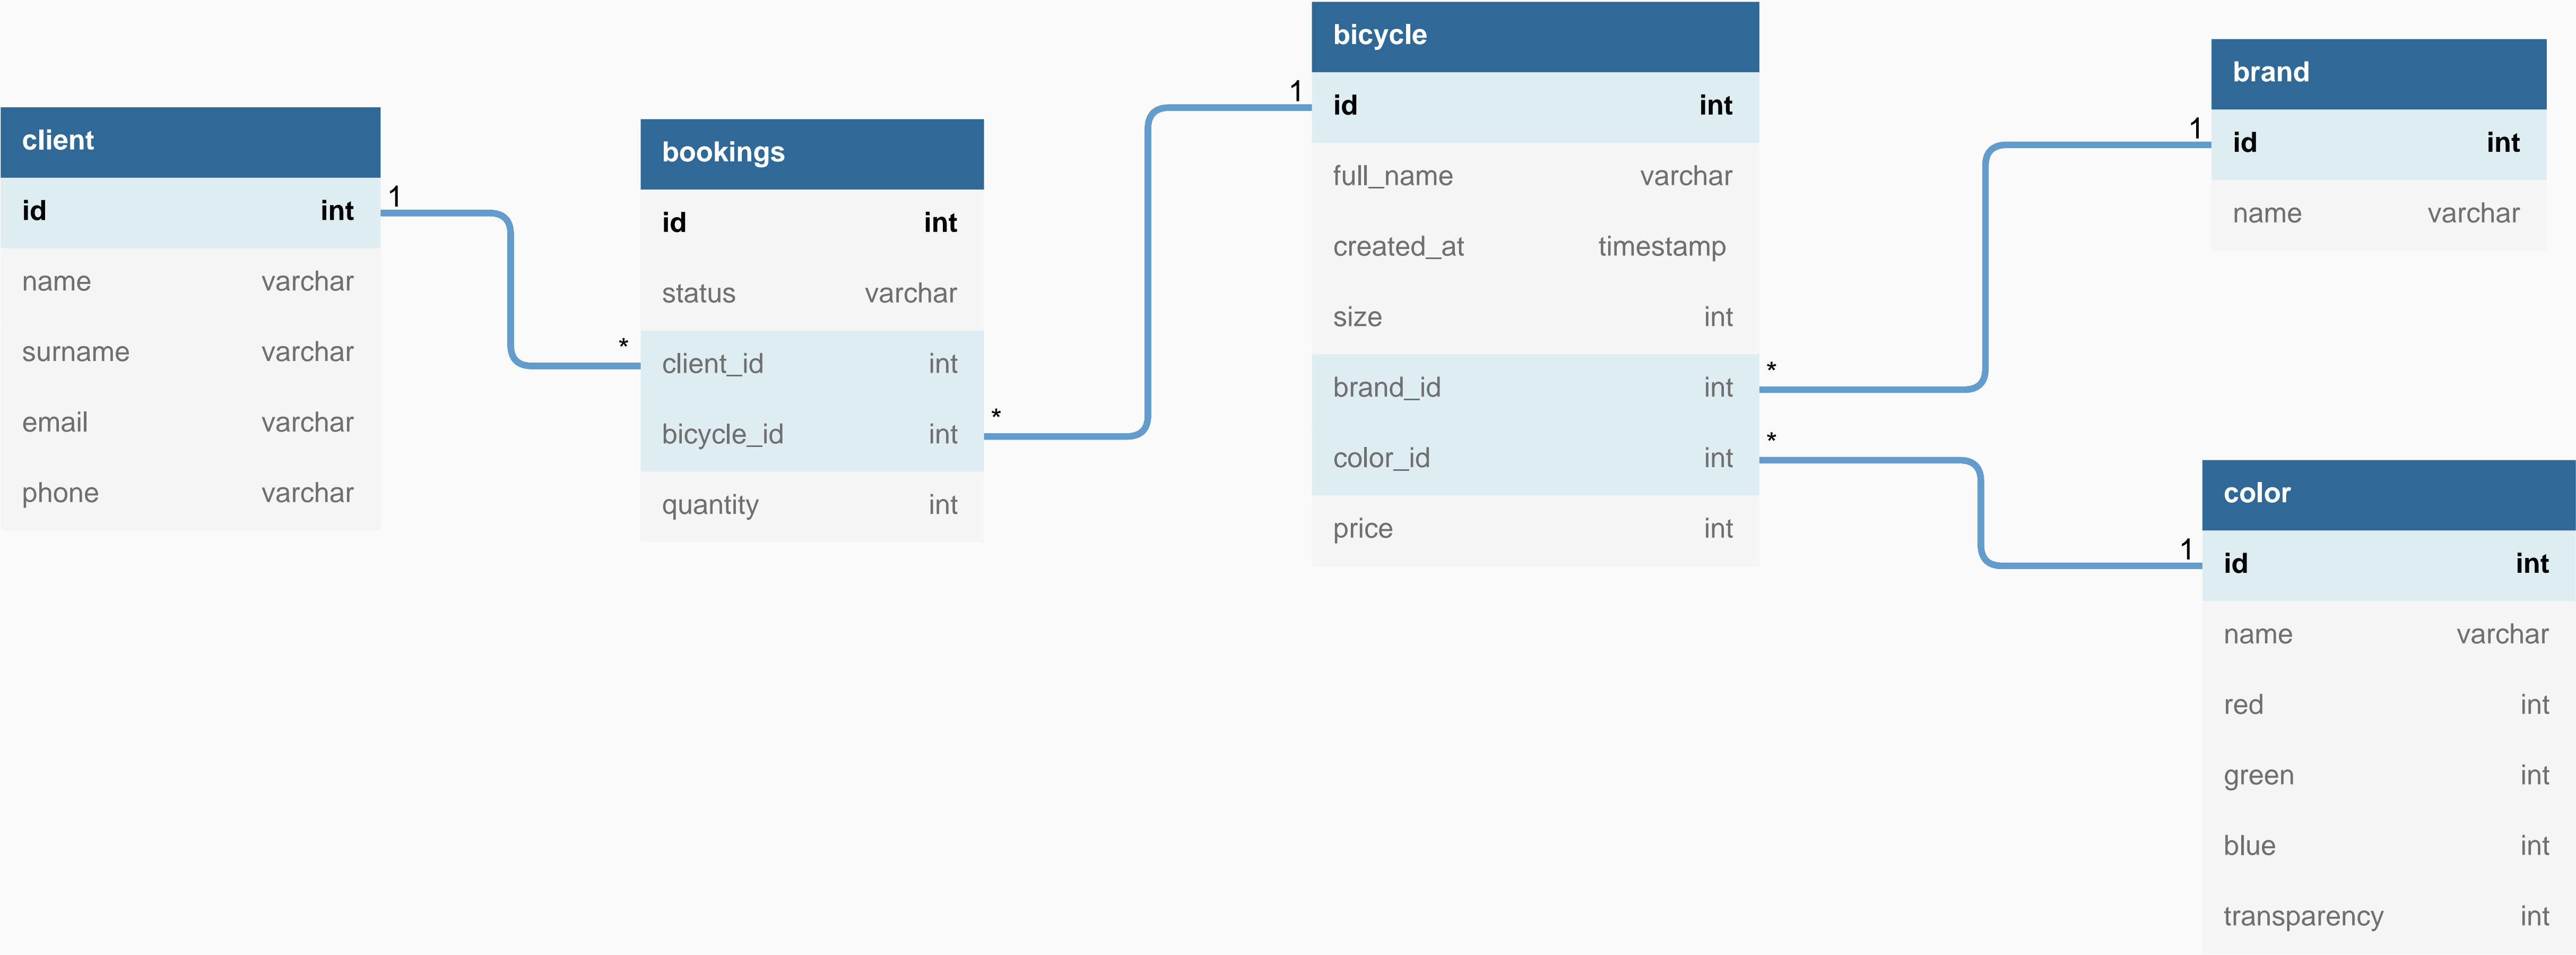 client
id int
name varchar
surname varchar
email varchar
phone varchar
1
*
bookings
id int
status varchar
client_id int
bicycle_id int
quantity int
*
1
bicycle
id int
full_name varchar
created_at timestamp
size int
brand_id int
color_id int
price int
*
1
*
1
brand
id int
name varchar
color
id int
name varchar
red int
green int
blue int
transparency int